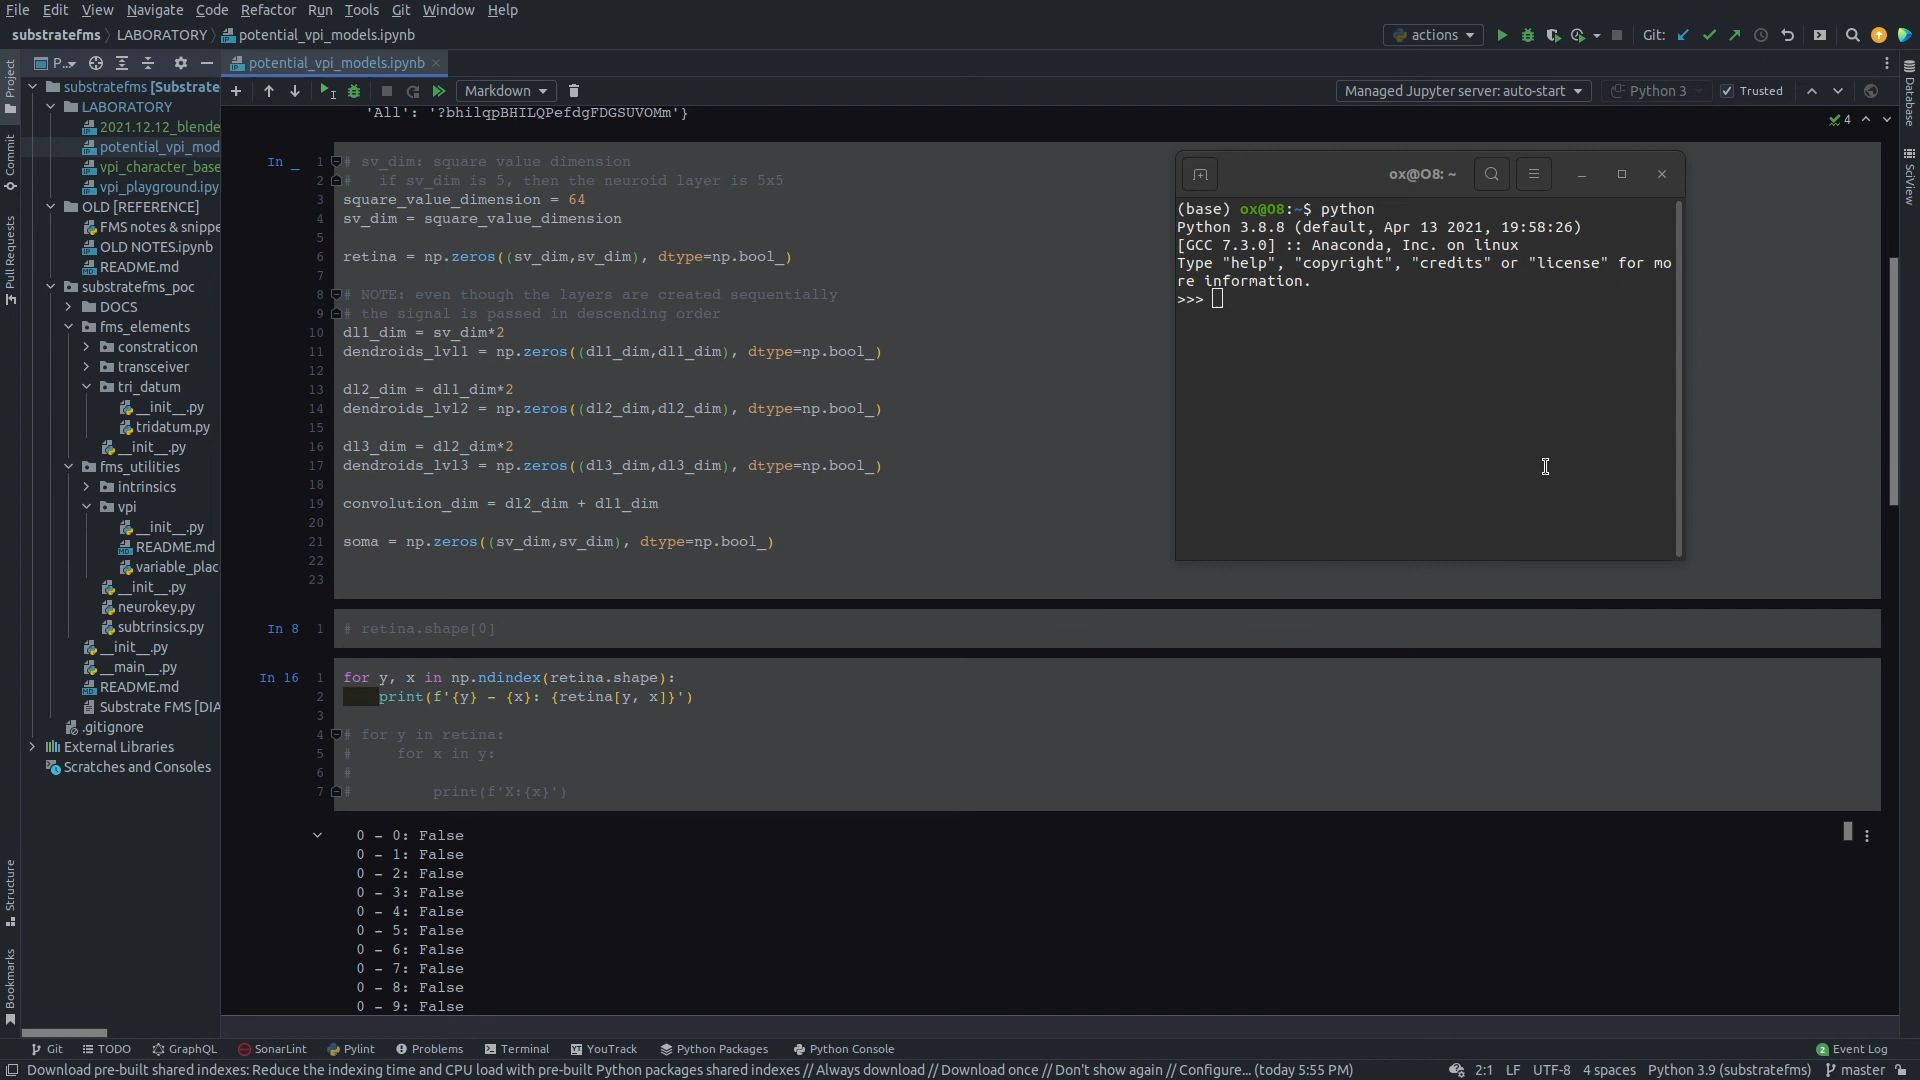 File Edit View Navigate Code Refactor Run Tools Git Window Help
substratefms LABORATORY potential_vpi_models.ipynb
actions Git:
P... potential_vpi_models.ipynb
Markdown Managed Jupyter server: auto-start Python 3 Trusted
Project
Commit
Pull Requests
Structure
Bookmarks
Database
SciView
substratefms [Substrate
LABORATORY
2021.12.12_blende
potential_vpi_mod
vpi_character_base
vpi_playground.ipy
OLD [REFERENCE]
FMS notes & snippe
OLD NOTES.ipynb
README.md
substratefms_poc
DOCS
fms_elements
constraticon
transceiver
tri_datum
__init__.py
tridatum.py
__init__.py
fms_utilities
intrinsics
vpi
__init__.py
README.md
variable_plac
__init__.py
neurokey.py
subtrinsics.py
__init__.py
__main__.py
README.md
Substrate FMS [DIA
.gitignore
External Libraries
Scratches and Consoles
'All': '?bhilqpBHILQPefdgFDGSUVOMm'}
4
In _ 1 # sv_dim: square value dimension
2 #   if sv_dim is 5, then the neuroid layer is 5x5
3 square_value_dimension = 64
4 sv_dim = square_value_dimension
5
6 retina = np.zeros((sv_dim,sv_dim), dtype=np.bool_)
7
8 # NOTE: even though the layers are created sequentially
9 # the signal is passed in descending order
10 dl1_dim = sv_dim*2
11 dendroids_lvl1 = np.zeros((dl1_dim,dl1_dim), dtype=np.bool_)
12
13 dl2_dim = dl1_dim*2
14 dendroids_lvl2 = np.zeros((dl2_dim,dl2_dim), dtype=np.bool_)
15
16 dl3_dim = dl2_dim*2
17 dendroids_lvl3 = np.zeros((dl3_dim,dl3_dim), dtype=np.bool_)
18
19 convolution_dim = dl2_dim + dl1_dim
20
21 soma = np.zeros((sv_dim,sv_dim), dtype=np.bool_)
22
23
In 8 1 # retina.shape[0]
In 16 1 for y, x in np.ndindex(retina.shape):
2     print(f'{y} - {x}: {retina[y, x]}')
3
4 # for y in retina:
5 #     for x in y:
6 #
7 #         print(f'X:{x}')
0 - 0: False
0 - 1: False
0 - 2: False
0 - 3: False
0 - 4: False
0 - 5: False
0 - 6: False
0 - 7: False
0 - 8: False
0 - 9: False
ox@O8: ~
(base) ox@O8:~$ python
Python 3.8.8 (default, Apr 13 2021, 19:58:26)
[GCC 7.3.0] :: Anaconda, Inc. on linux
Type "help", "copyright", "credits" or "license" for mo
re information.
>>>
Git TODO GraphQL SonarLint Pylint Problems Terminal YouTrack Python Packages Python Console 2 Event Log
Download pre-built shared indexes: Reduce the indexing time and CPU load with pre-built Python packages shared indexes // Always download // Download once // Don't show again // Configure... (today 5:55 PM) 2:1 LF UTF-8 4 spaces Python 3.9 (substratefms) master